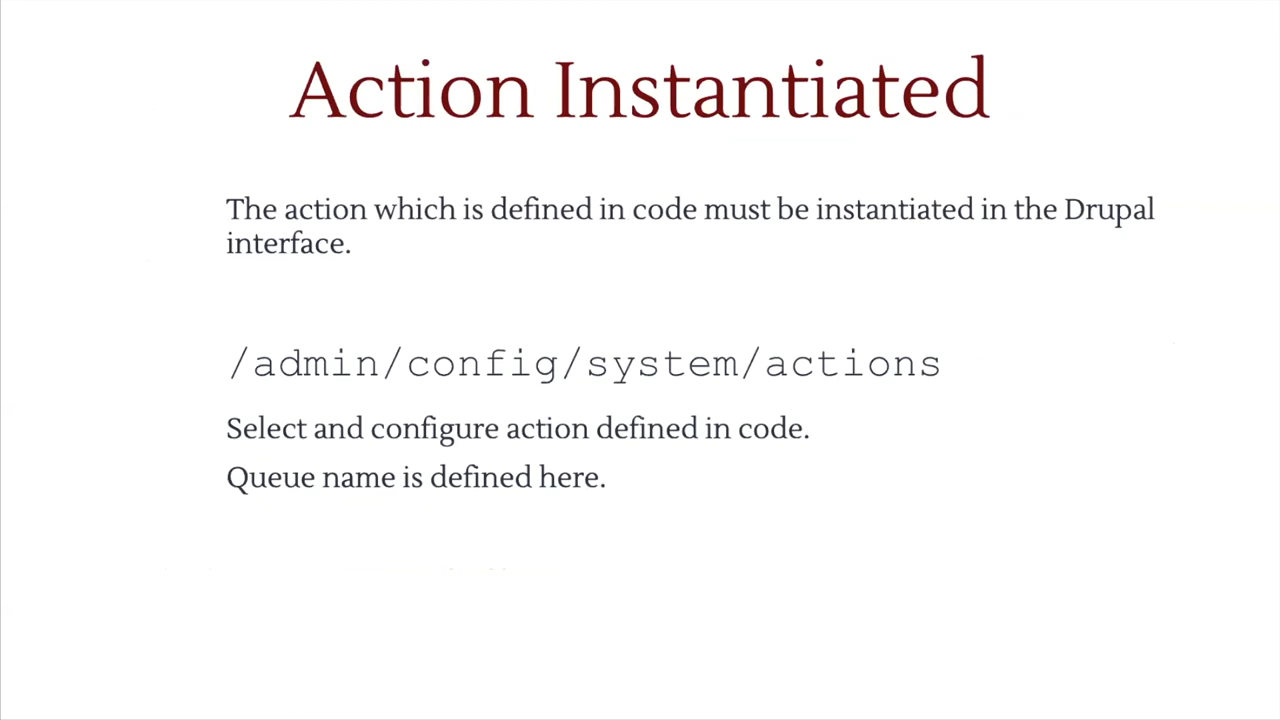 Action Instantiated
The action which is defined in code must be instantiated in the Drupal
interface.
/admin/config/system/actions
Select and configure action defined in code.
Queue name is defined here.